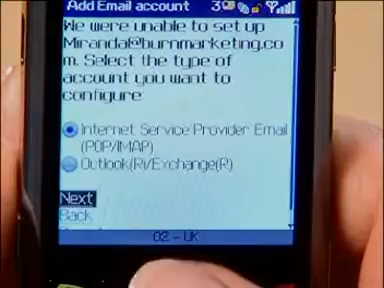 Add Email account 3
We were unable to set up
Miranda@burnmarketing.co
m. Select the type of
account you want to
configure
Internet Service Provider Email
(POP/IMAP)
Outlook(R)/Exchange(R)
Next
Back
O2 - UK